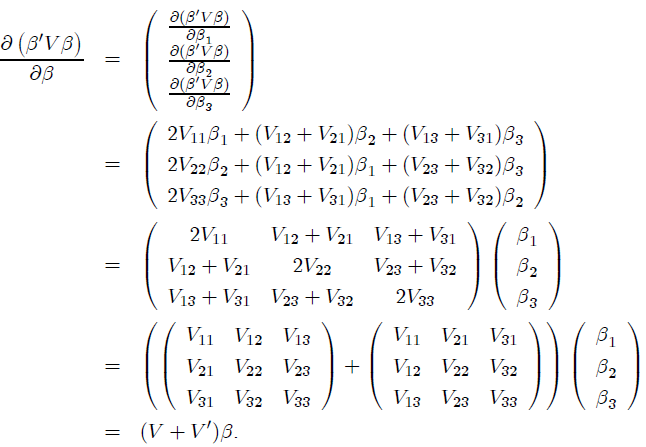 ∂(β′Vβ)/∂β = ( ∂(β′Vβ)/∂β₁
∂(β′Vβ)/∂β₂
∂(β′Vβ)/∂β₃ )
= ( 2V₁₁β₁ + (V₁₂ + V₂₁)β₂ + (V₁₃ + V₃₁)β₃
2V₂₂β₂ + (V₁₂ + V₂₁)β₁ + (V₂₃ + V₃₂)β₃
2V₃₃β₃ + (V₁₃ + V₃₁)β₁ + (V₂₃ + V₃₂)β₂ )
= ( 2V₁₁ V₁₂ + V₂₁ V₁₃ + V₃₁ ) ( β₁ )
( V₁₂ + V₂₁ 2V₂₂ V₂₃ + V₃₂ ) ( β₂ )
( V₁₃ + V₃₁ V₂₃ + V₃₂ 2V₃₃ ) ( β₃ )
= ( ( V₁₁ V₁₂ V₁₃ ) + ( V₁₁ V₂₁ V₃₁ ) ) ( β₁ )
( ( V₂₁ V₂₂ V₂₃ ) + ( V₁₂ V₂₂ V₃₂ ) ) ( β₂ )
( ( V₃₁ V₃₂ V₃₃ ) + ( V₁₃ V₂₃ V₃₃ ) ) ( β₃ )
= (V + V′)β.